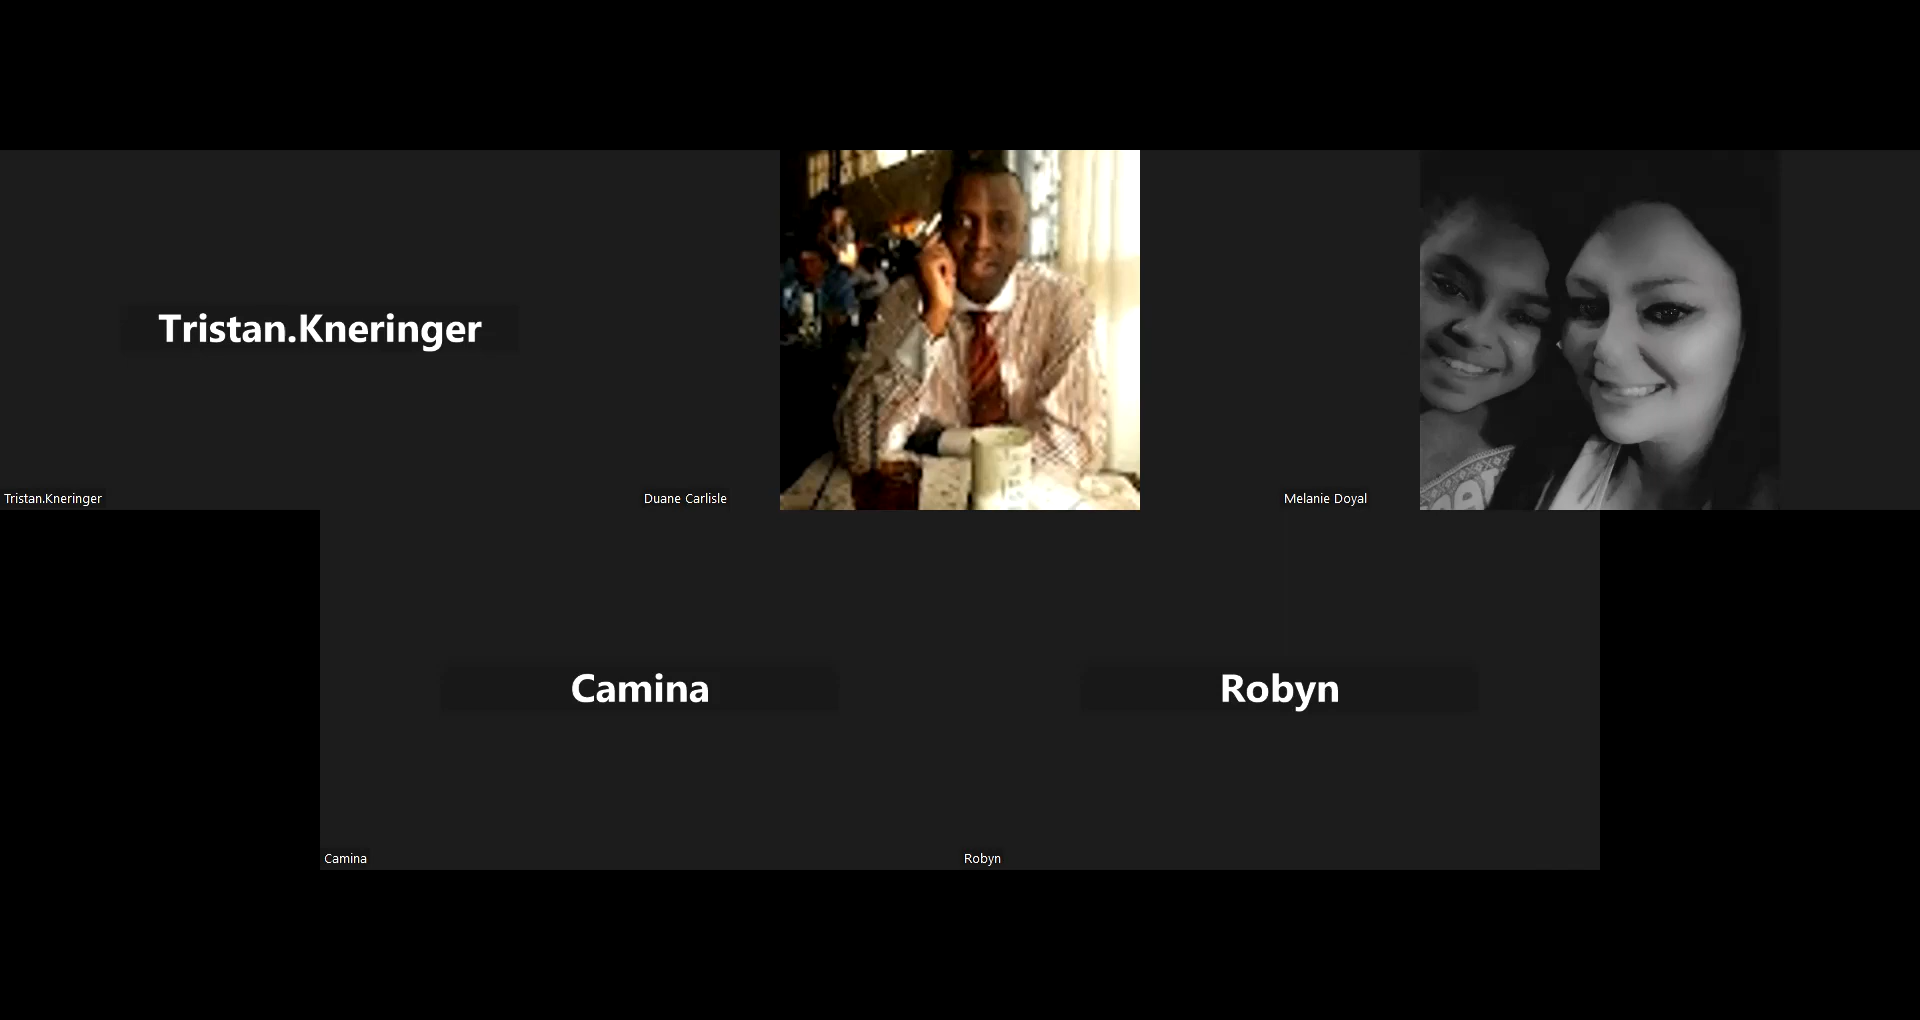 Tristan.Kneringer
Tristan.Kneringer
Duane Carlisle
Melanie Doyal
Camina
Robyn
Camina
Robyn